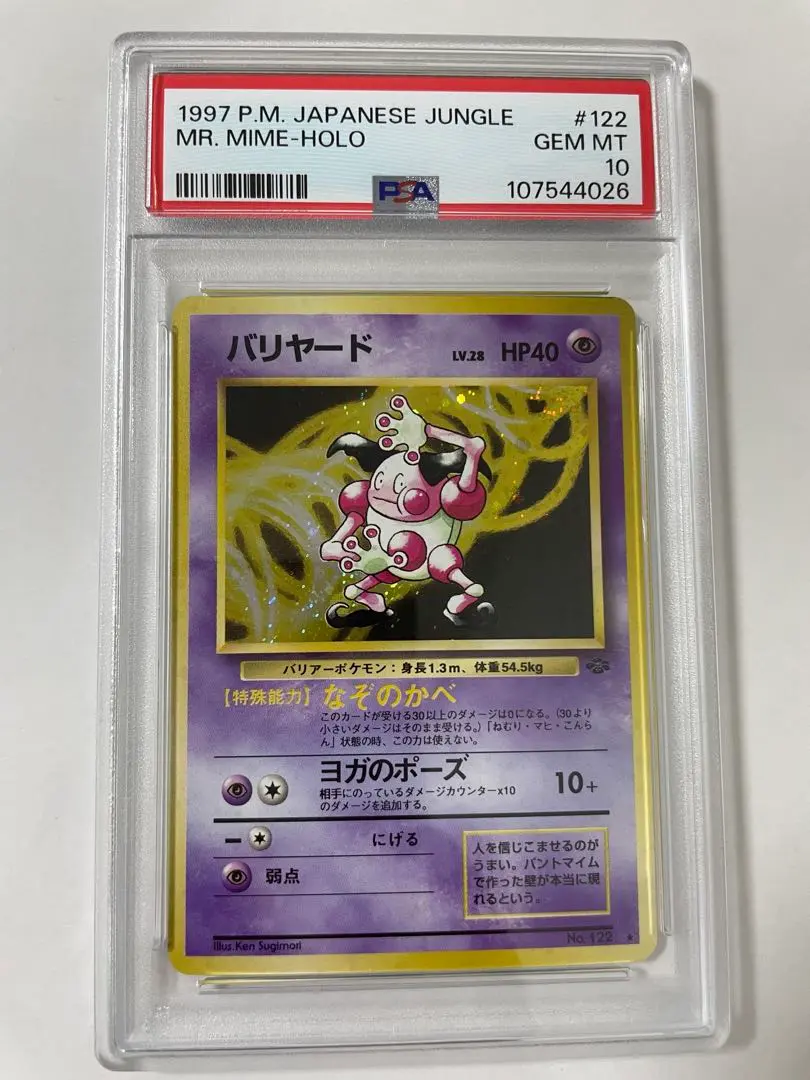 1997 P.M. JAPANESE JUNGLE #122
MR. MIME-HOLO GEM MT
10
PSA 107544026
バリヤード LV.28 HP40
バリアーポケモン：身長1.3m、体重54.5kg
【特殊能力】なぞのかべ
このカードが受ける30以上のダメージは0になる。（30より
小さいダメージはそのまま受ける。）「ねむり・マヒ・こんら
ん」状態の時、この力は使えない。
ヨガのポーズ 10+
相手にのっているダメージカウンター×10
のダメージを追加する。
ー にげる
弱点
人を信じこませるのが
うまい。パントマイム
で作った壁が本当に現
れるという。
Illus.Ken Sugimori No.122 ★